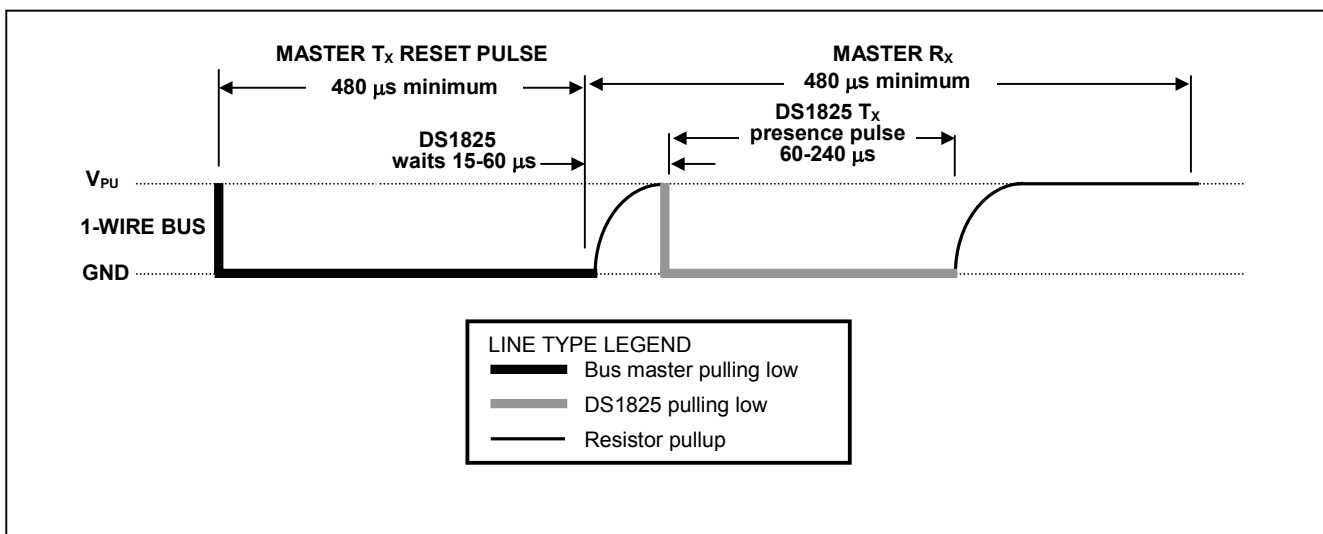 MASTER TX RESET PULSE
480 μs minimum
MASTER RX
480 μs minimum
DS1825
waits 15-60 μs
DS1825 TX
presence pulse
60-240 μs
VPU
1-WIRE BUS
GND
LINE TYPE LEGEND
Bus master pulling low
DS1825 pulling low
Resistor pullup